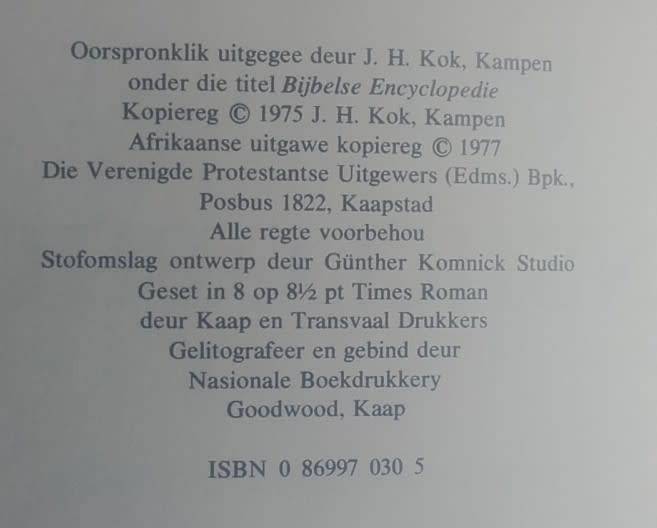 Oorspronklik uitgegee deur J. H. Kok, Kampen
onder die titel Bijbelse Encyclopedie
Kopiereg © 1975 J. H. Kok, Kampen
Afrikaanse uitgawe kopiereg © 1977
Die Verenigde Protestantse Uitgewers (Edms.) Bpk.,
Posbus 1822, Kaapstad
Alle regte voorbehou
Stofomslag ontwerp deur Günther Komnick Studio
Geset in 8 op 8½ pt Times Roman
deur Kaap en Transvaal Drukkers
Gelitografeer en gebind deur
Nasionale Boekdrukkery
Goodwood, Kaap
ISBN 0 86997 030 5